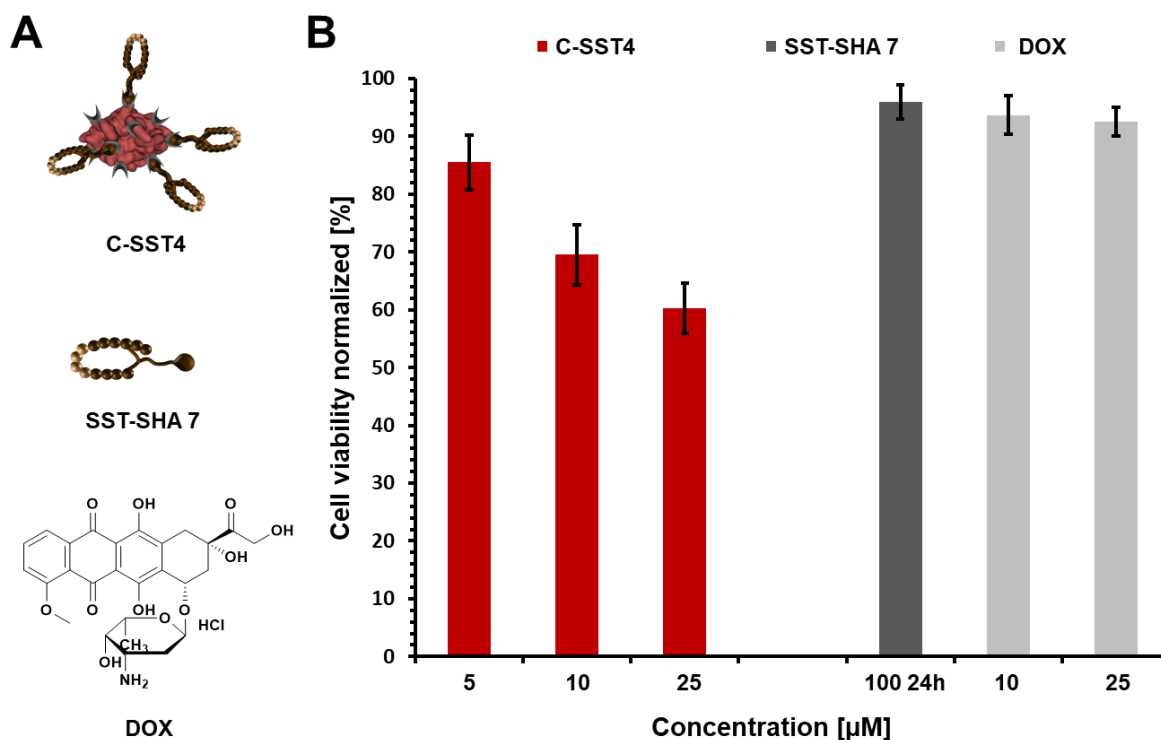 A
C-SST4
SST-SHA 7
O
OH
O
OH
OH
O
O
OH
O
O
HCl
CH₃
OH
NH₂
DOX
B
C-SST4
SST-SHA 7
DOX
Cell viability normalized [%]
100
90
80
70
60
50
40
30
20
10
0
5
10
25
100 24h
10
25
Concentration [µM]